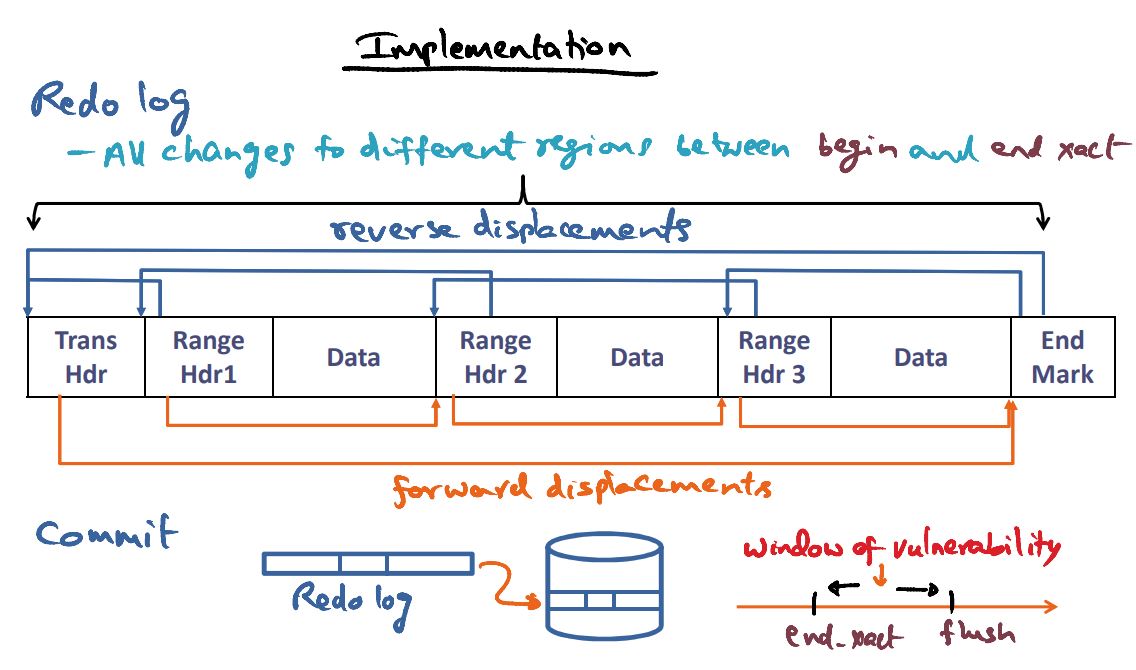 Implementation
Redo log
- All changes to different regions between begin and end xact
reverse displacements
Trans Hdr
Range Hdr1
Data
Range Hdr 2
Data
Range Hdr 3
Data
End Mark
forward displacements
Commit
Redo log
window of vulnerability
end_xact
flush